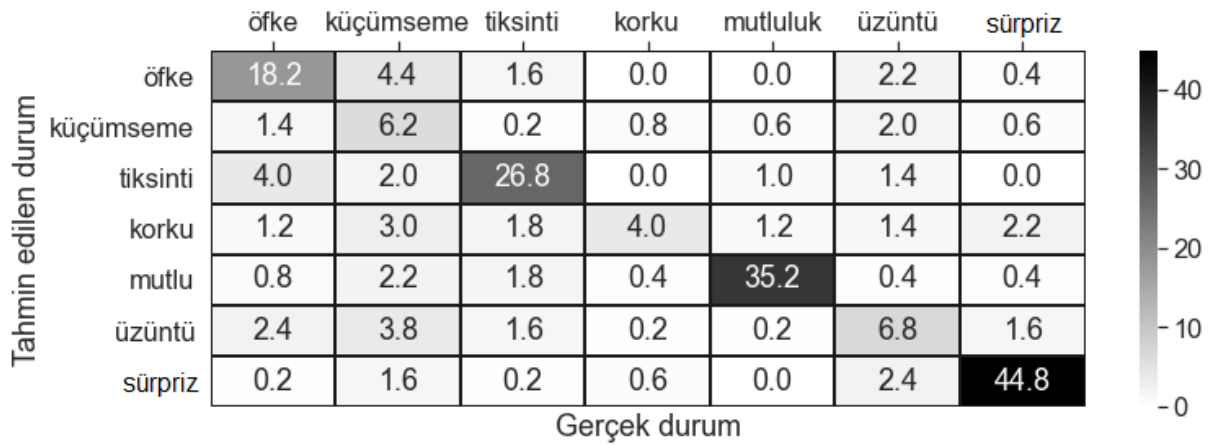 öfke küçümseme tiksinti korku mutluluk üzüntü sürpriz
öfke 18.2 4.4 1.6 0.0 0.0 2.2 0.4
küçümseme 1.4 6.2 0.2 0.8 0.6 2.0 0.6
tiksinti 4.0 2.0 26.8 0.0 1.0 1.4 0.0
korku 1.2 3.0 1.8 4.0 1.2 1.4 2.2
mutlu 0.8 2.2 1.8 0.4 35.2 0.4 0.4
üzüntü 2.4 3.8 1.6 0.2 0.2 6.8 1.6
sürpriz 0.2 1.6 0.2 0.6 0.0 2.4 44.8
Tahmin edilen durum
Gerçek durum
40
30
20
10
0